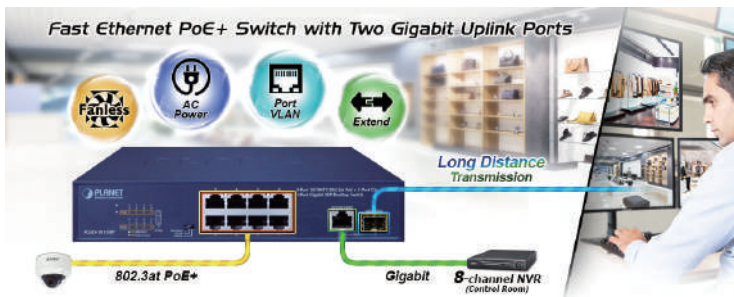 Fast Ethernet PoE+ Switch with Two Gigabit Uplink Ports
Fanless
AC
Power
Port
VLAN
Extend
Long Distance
Transmission
PLANET
802.3at PoE+
Gigabit
8-channel NVR
(Control Room)